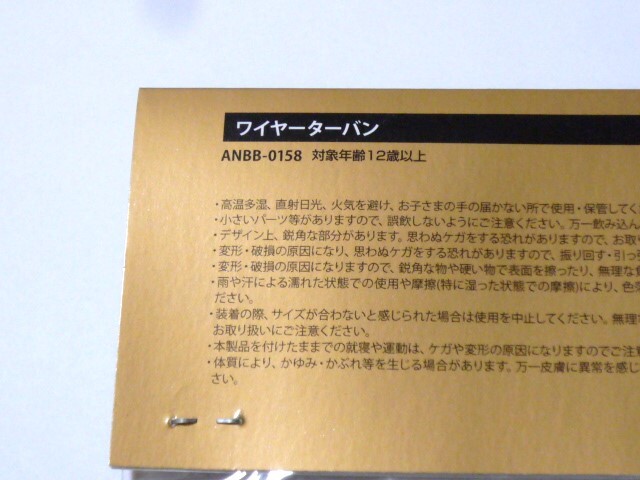 ワイヤーターバン
ANBB-0158 対象年齢12歳以上
・高温多湿、直射日光、火気を避け、お子さまの手の届かない所で使用・保管してく
・小さいパーツ等がありますので、誤飲しないようにご注意ください。万一飲み込ん
・デザイン上、鋭角な部分があります。思わぬケガをする恐れがありますので、お取り
・変形・破損の原因になり、思わぬケガをする恐れがありますので、振り回す・引っ張
・変形・破損の原因になりますので、鋭角な物や硬い物で表面を擦ったり、無理な
・雨や汗による濡れた状態での使用や摩擦(特に湿った状態での摩擦)により、色
ださい。
・装着の際、サイズが合わないと感じられた場合は使用を中止してください。無理
お取り扱いにご注意ください。
・本製品を付けたままでの就寝や運動は、ケガや変形の原因になりますのでご注意
・体質により、かゆみ・かぶれ等を生じる場合があります。万一皮膚に異常を感じ
さい。